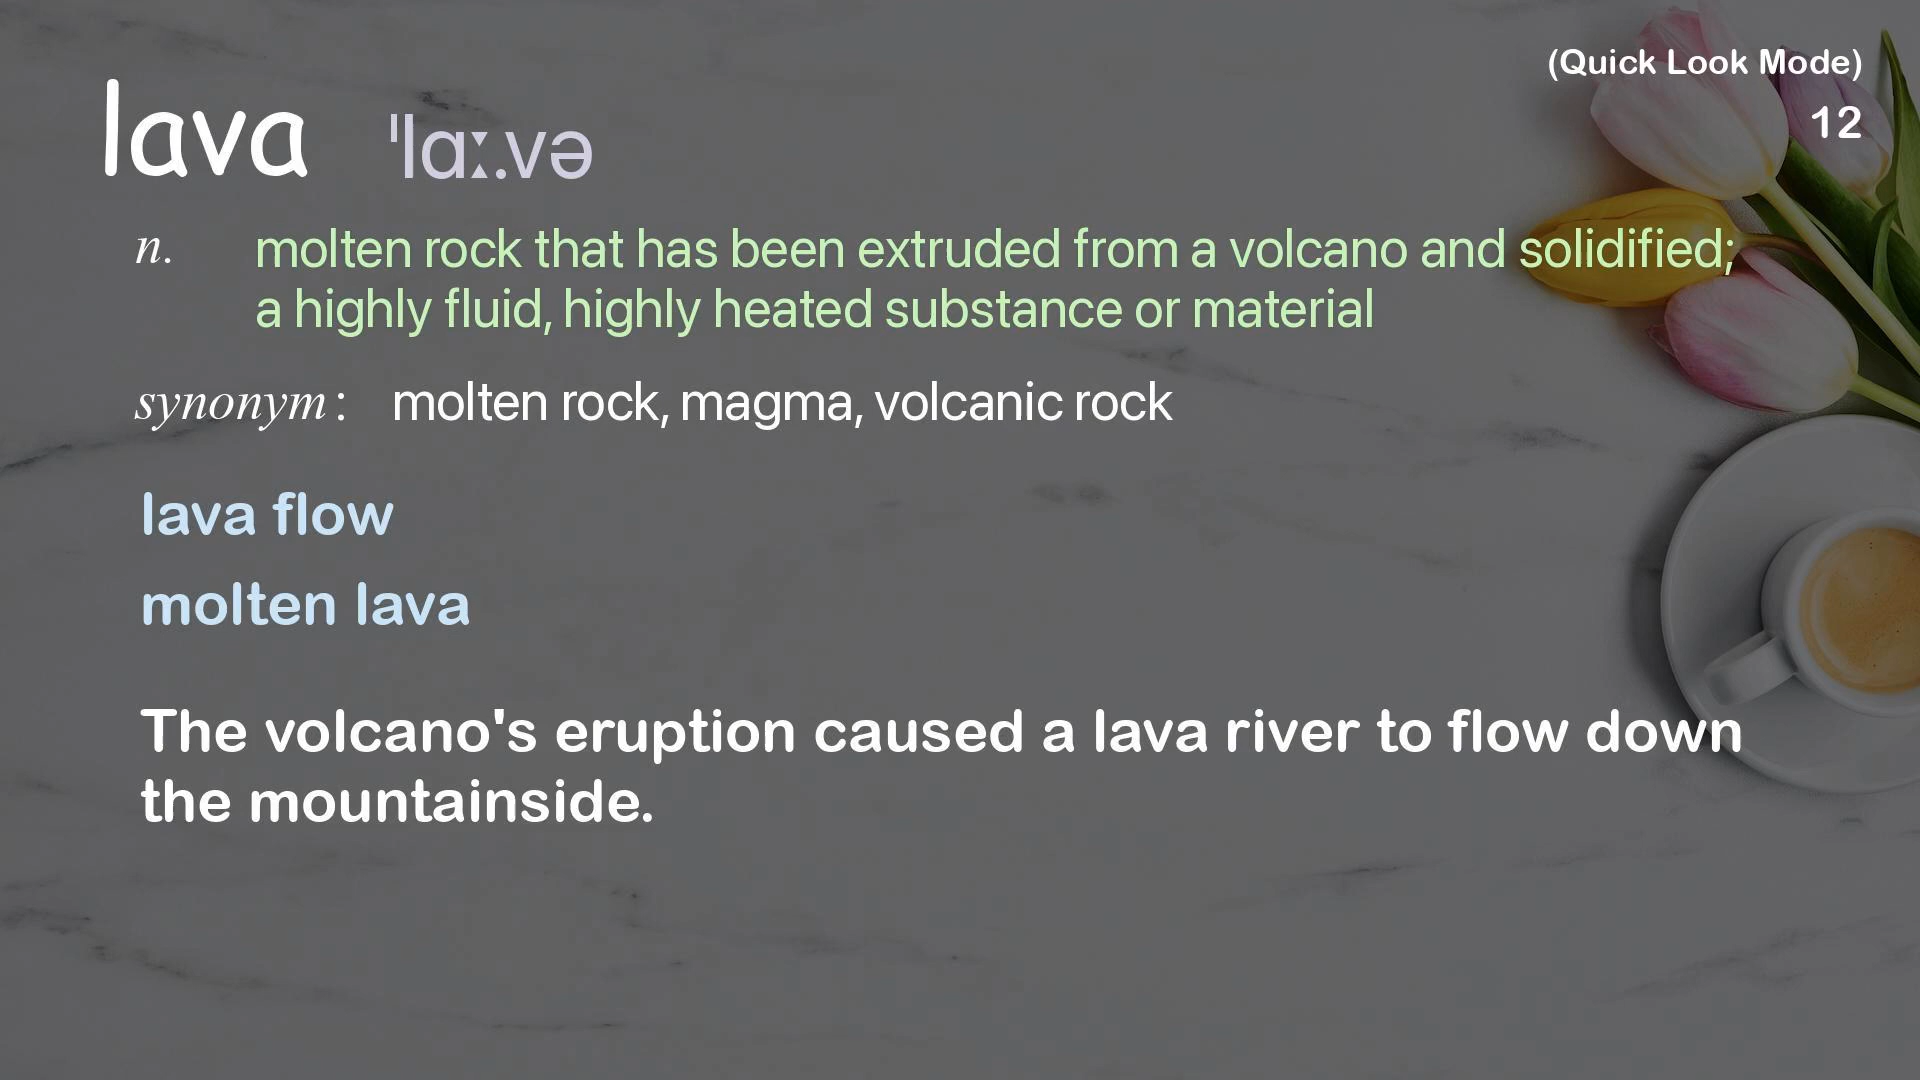 (Quick Look Mode)
12
lava ˈlɑː.və
n. molten rock that has been extruded from a volcano and solidified;
a highly fluid, highly heated substance or material
synonym : molten rock, magma, volcanic rock
lava flow
molten lava
The volcano's eruption caused a lava river to flow down
the mountainside.